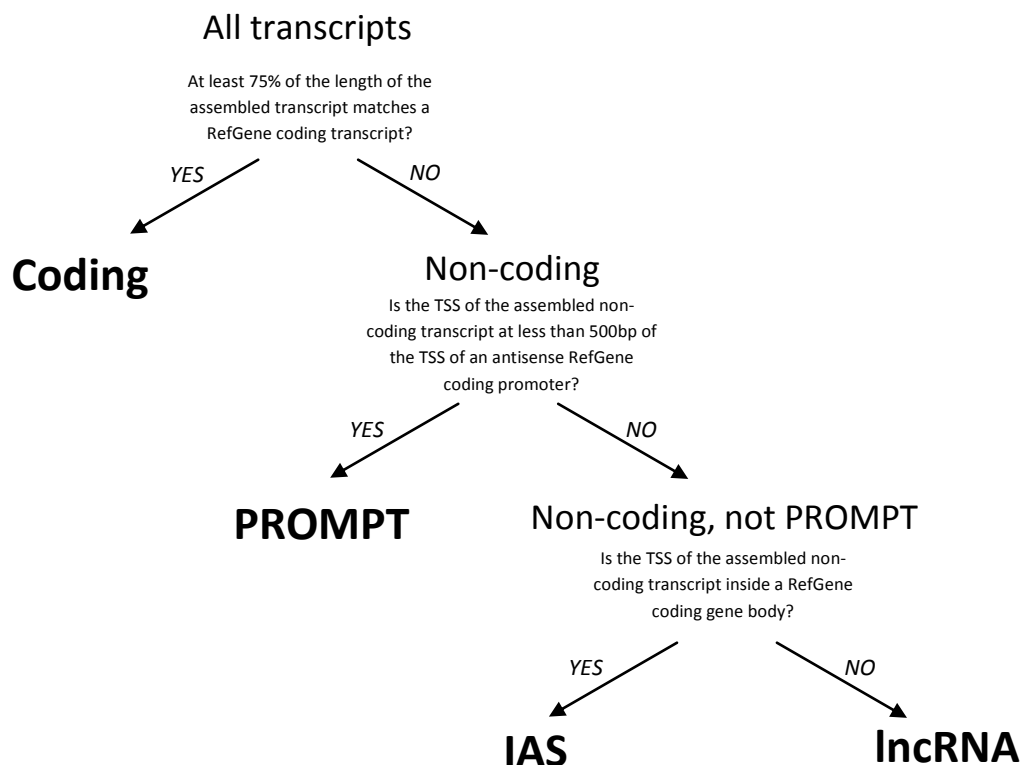 All transcripts
At least 75% of the length of the
assembled transcript matches a
RefGene coding transcript?
YES
NO
Coding
Non-coding
Is the TSS of the assembled non-
coding transcript at less than 500bp of
the TSS of an antisense RefGene
coding promoter?
YES
NO
PROMPT
Non-coding, not PROMPT
Is the TSS of the assembled non-
coding transcript inside a RefGene
coding gene body?
YES
NO
IAS
lncRNA